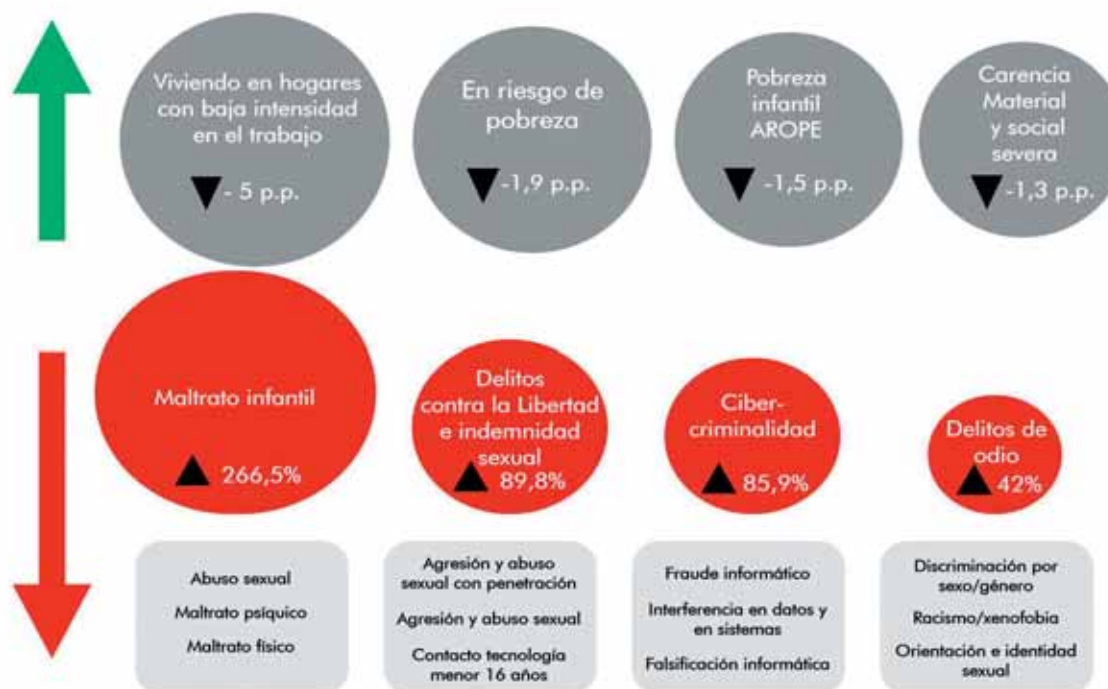 Viviendo en hogares
con baja intensidad
en el trabajo
- 5 p.p.
En riesgo de
pobreza
-1,9 p.p.
Pobreza
infantil
AROPE
-1,5 p.p.
Carencia
Material
y social
severa
-1,3 p.p.
Maltrato infantil
266,5%
Delitos
contra la Libertad
e indemnidad
sexual
89,8%
Ciber-
criminalidad
85,9%
Delitos de
odio
42%
Abuso sexual
Maltrato psíquico
Maltrato físico
Agresión y abuso
sexual con penetración
Agresión y abuso sexual
Contacto tecnología
menor 16 años
Fraude informático
Interferencia en datos y
en sistemas
Falsificación informática
Discriminación por
sexo/género
Racismo/xenofobia
Orientación e identidad
sexual